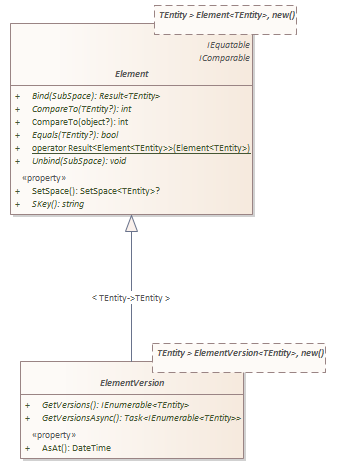 TEntity > Element<TEntity>, new()
IEquatable
IComparable
Element
+ Bind(SubSpace): Result<TEntity>
+ CompareTo(TEntity?): int
+ CompareTo(object?): int
+ Equals(TEntity?): bool
+ operator Result<Element<TEntity>>(Element<TEntity>)
+ Unbind(SubSpace): void
«property»
+ SetSpace(): SetSpace<TEntity>?
+ SKey(): string
< TEntity->TEntity >
TEntity > ElementVersion<TEntity>, new()
ElementVersion
+ GetVersions(): IEnumerable<TEntity>
+ GetVersionsAsync(): Task<IEnumerable<TEntity>>
«property»
+ AsAt(): DateTime